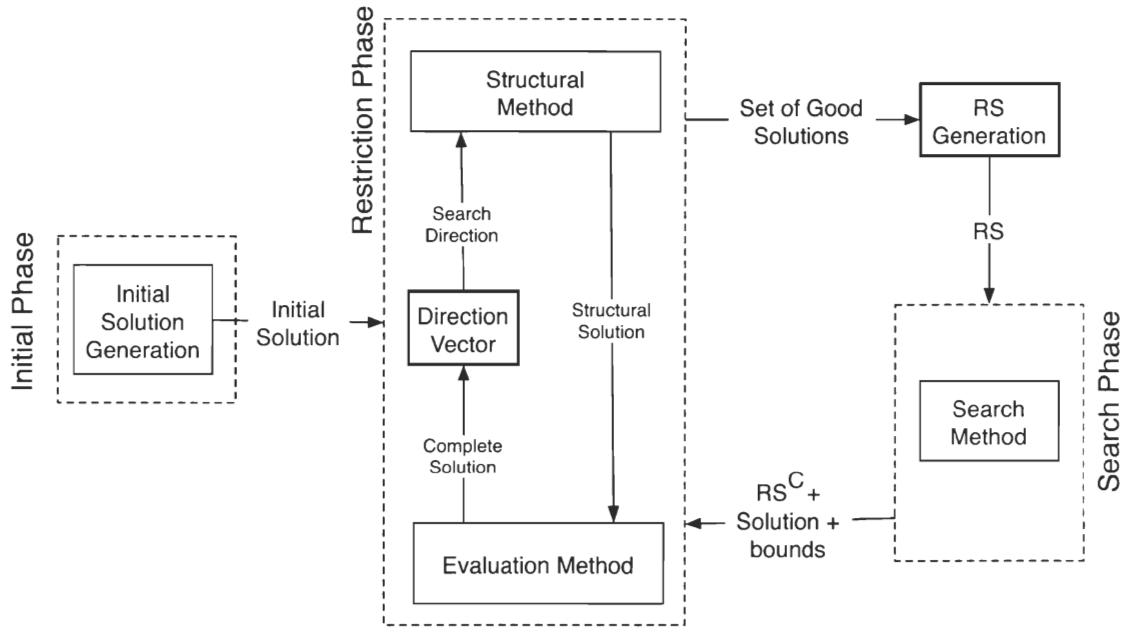 Initial Phase
Initial
Solution
Generation
Initial
Solution
Restriction Phase
Structural
Method
Search
Direction
Direction
Vector
Complete
Solution
Structural
Solution
Evaluation Method
Set of Good
Solutions
RS
Generation
RS
Search Phase
Search
Method
RS^C +
Solution +
bounds